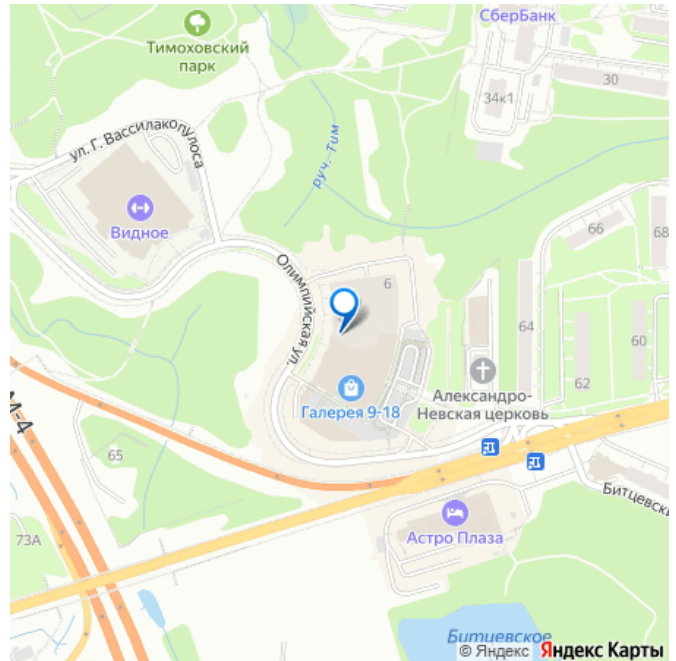 СберБанк
Тимоховский
парк
30
34к1
ул. Г. Вассилакопулоса
руч. Тим
Видное
66
68
Олимпийская ул.
6
64
60
62
Галерея 9-18
Александро-
Невская церковь
М-4
65
Битцевски
73А
Астро Плаза
Битцевское
© Яндекс Яндекс Карты